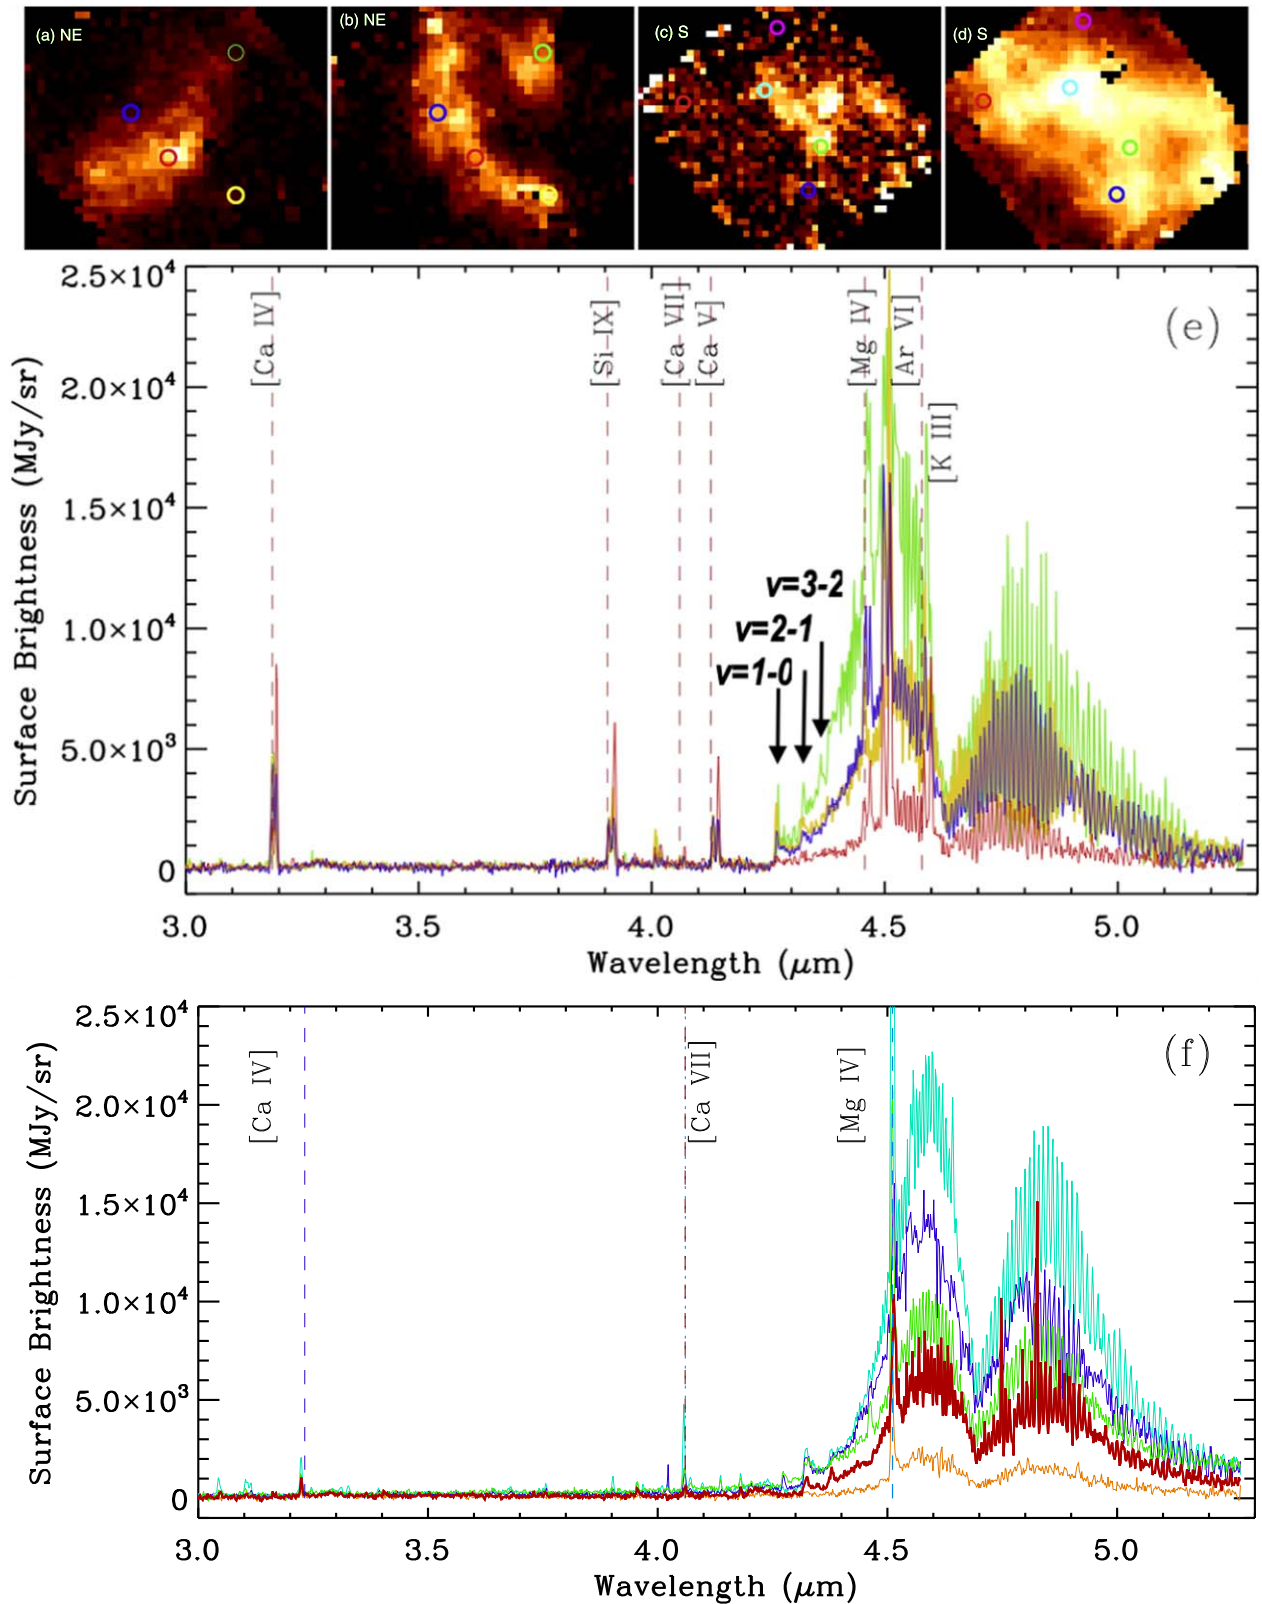 (a) NE
(b) NE
(c) S
(d) S
2.5×10⁴
2.0×10⁴
1.5×10⁴
1.0×10⁴
5.0×10³
0
Surface Brightness (MJy/sr)
[Ca IV]
[Si IX]
[Ca VII]
[Ca V]
[Mg IV]
[Ar VI]
[K III]
(e)
v=3-2
v=2-1
v=1-0
3.0 3.5 4.0 4.5 5.0
Wavelength (μm)
2.5×10⁴
2.0×10⁴
1.5×10⁴
1.0×10⁴
5.0×10³
0
Surface Brightness (MJy/sr)
[Ca IV]
[Ca VII]
[Mg IV]
(f)
3.0 3.5 4.0 4.5 5.0
Wavelength (μm)